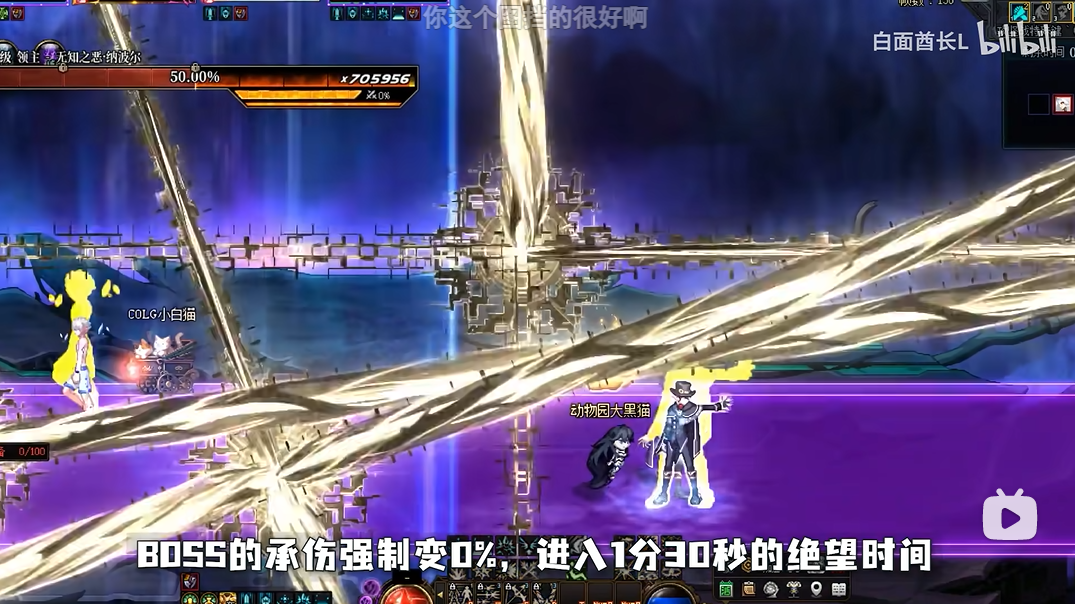 你这个图挡的很好啊
白面酋长L bilibili
级 领主 无知之恶·纳波尔
50.00%
x705956
0%
COLG小白猫
动物园大黑猫
0/100
BOSS的承伤强制变0%，进入1分30秒的绝望时间